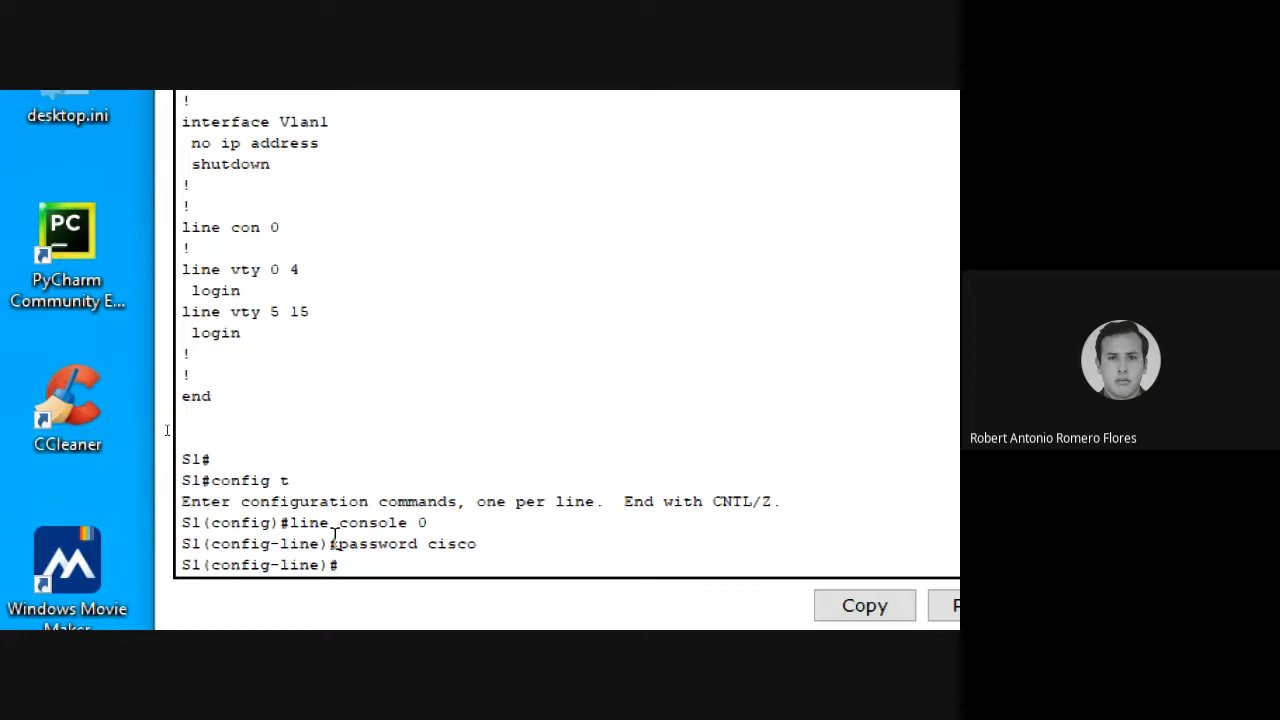 desktop.ini
PC
PyCharm
Community E...
CCleaner
Windows Movie
!
interface Vlan1
no ip address
shutdown
!
!
line con 0
!
line vty 0 4
login
line vty 5 15
login
!
!
end
S1#
S1#config t
Enter configuration commands, one per line.  End with CNTL/Z.
S1(config)#line console 0
S1(config-line)#password cisco
S1(config-line)#
Copy
Robert Antonio Romero Flores